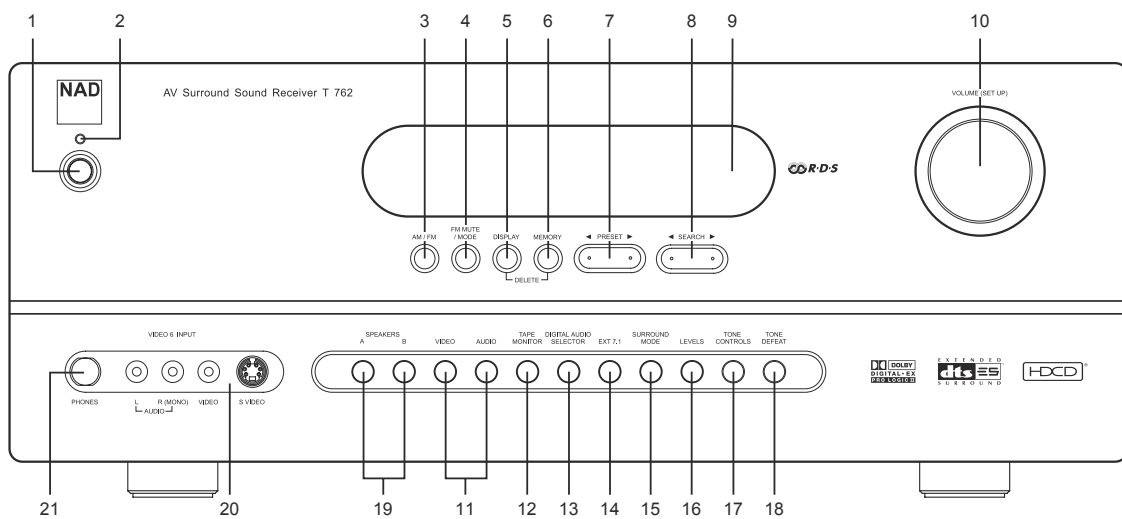 1 2 3 4 5 6 7 8 9 10
NAD
AV Surround Sound Receiver T 762
VOLUME (SET UP)
R·D·S
AM / FM
FM MUTE
/ MODE
DISPLAY
MEMORY
◄ PRESET ►
◄ SEARCH ►
DELETE
VIDEO 6 INPUT
PHONES
L
R (MONO)
AUDIO
VIDEO
S VIDEO
SPEAKERS
A B
VIDEO
AUDIO
TAPE
MONITOR
DIGITAL AUDIO
SELECTOR
EXT 7,1
SURROUND
MODE
LEVELS
TONE
CONTROLS
TONE
DEFEAT
DOLBY
DIGITAL·EX
PRO LOGIC II
EXTENDED
dts ES
SURROUND
HDCD®
21 20 19 11 12 13 14 15 16 17 18